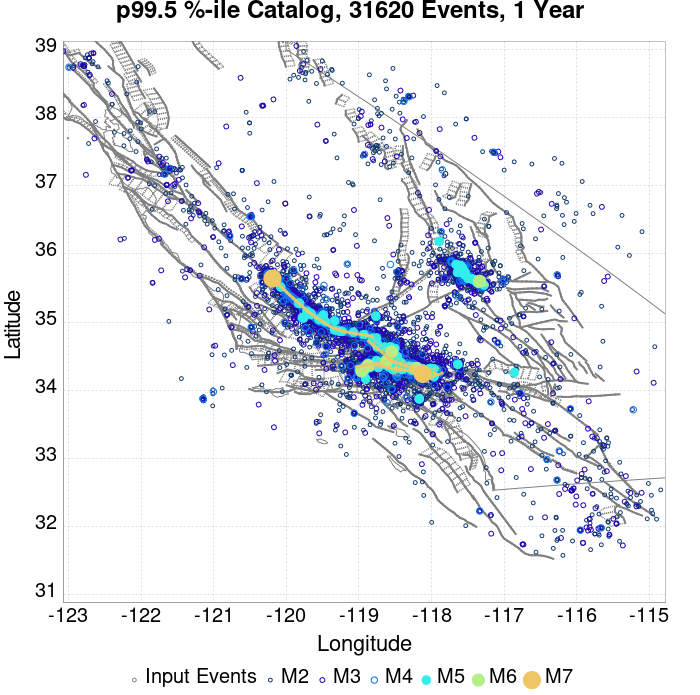 p99.5 %-ile Catalog, 31620 Events, 1 Year
39
38
37
36
35
34
33
32
31
Latitude
-123 -122 -121 -120 -119 -118 -117 -116 -115
Longitude
Input Events M2 M3 M4 M5 M6 M7